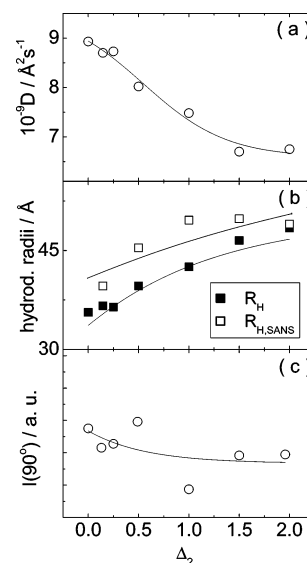 ( a )
9
8
7
10⁻⁹D / Å²s⁻¹
( b )
45
30
hydrod. radii / Å
R_H
R_H,SANS
( c )
I(90°) / a. u.
0.0 0.5 1.0 1.5 2.0
Δ₂